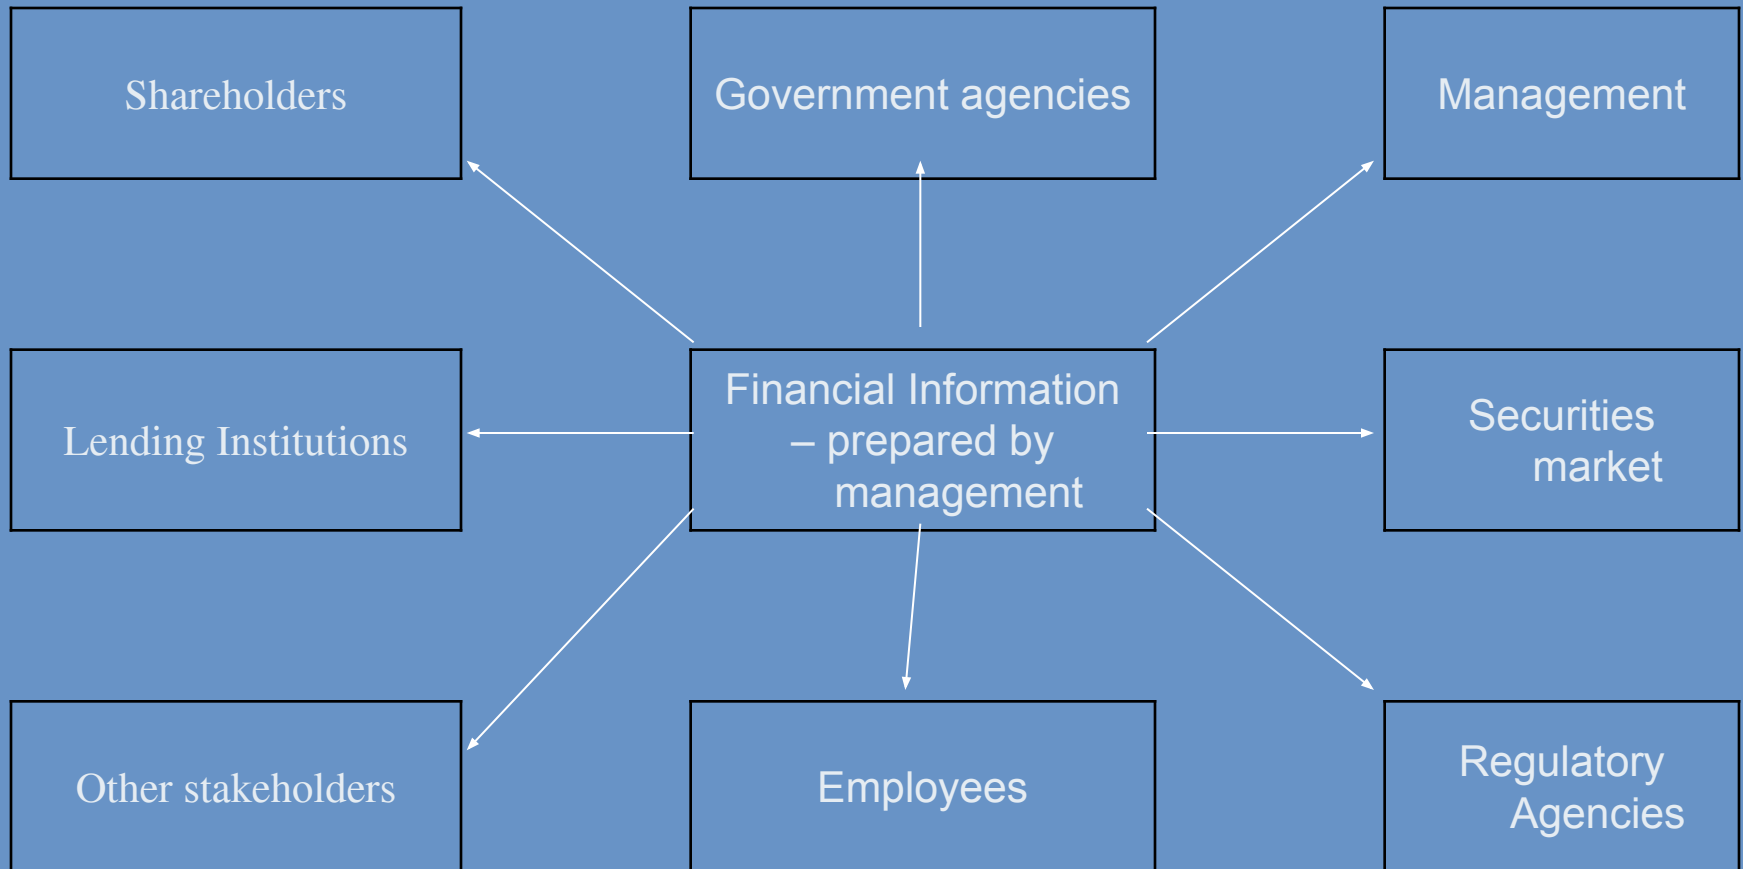 Shareholders
Government agencies
Management
Lending Institutions
Financial Information
– prepared by
management
Securities
market
Other stakeholders
Employees
Regulatory
Agencies